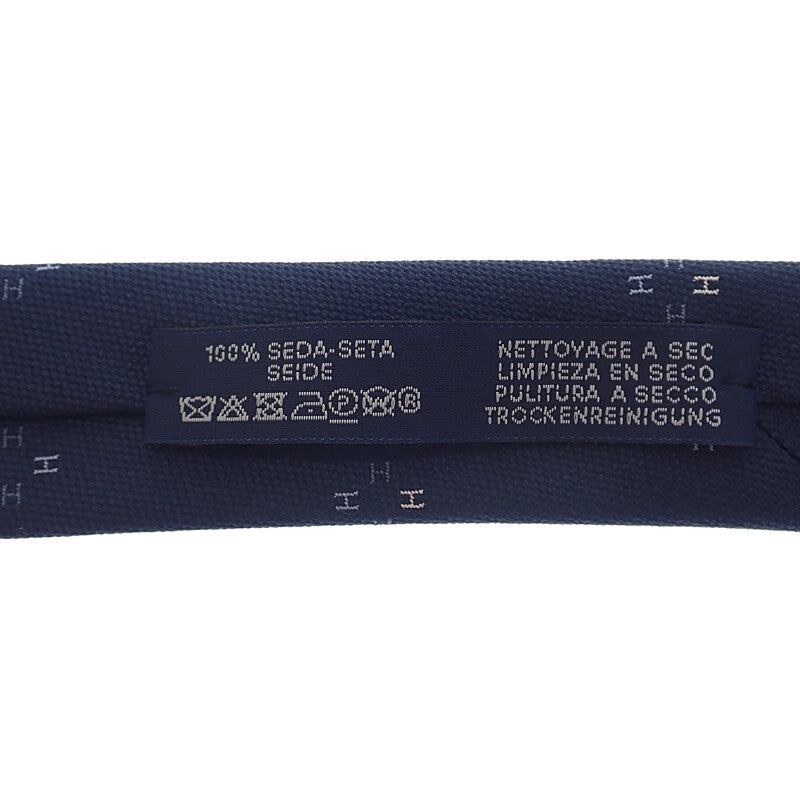 100% SEDA-SETA
SEIDE
P R
NETTOYAGE A SEC
LIMPIEZA EN SECO
PULITURA A SECCO
TROCKENREINIGUNG
H
H
H
H
H
H
H
H
H
H